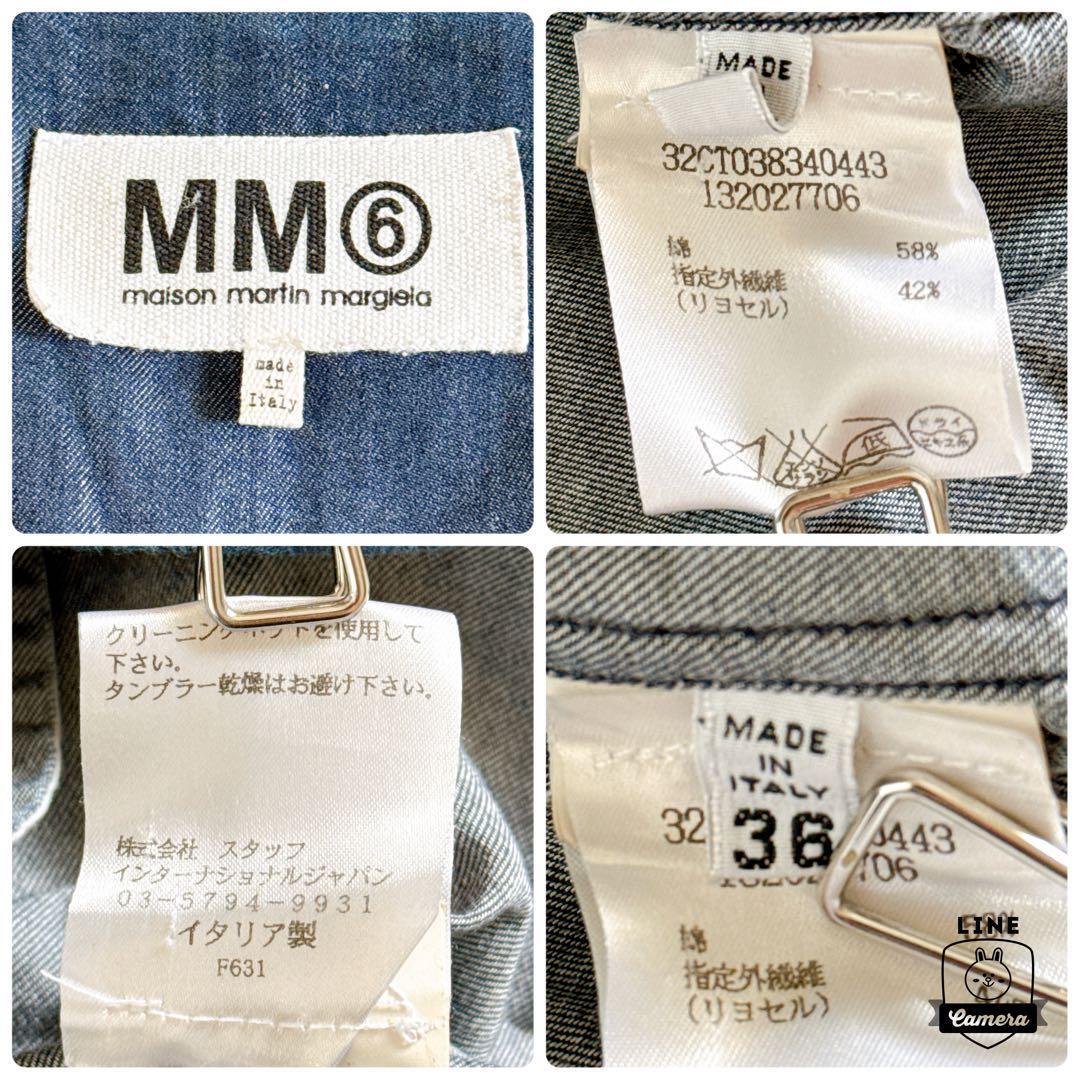 MM⑥
maison martin margiela
made
in
Italy
MADE
32CT038340443
132027706
綿 58%
指定外繊維 42%
(リヨセル)
低
ドライ
クリーニングネットを使用して
下さい。
タンブラー乾燥はお避け下さい。
株式会社 スタッフ
インターナショナルジャパン
03-5794-9931
イタリア製
F631
MADE
IN
ITALY
36
32 0443
706
綿
指定外繊維
(リヨセル)
LINE
Camera